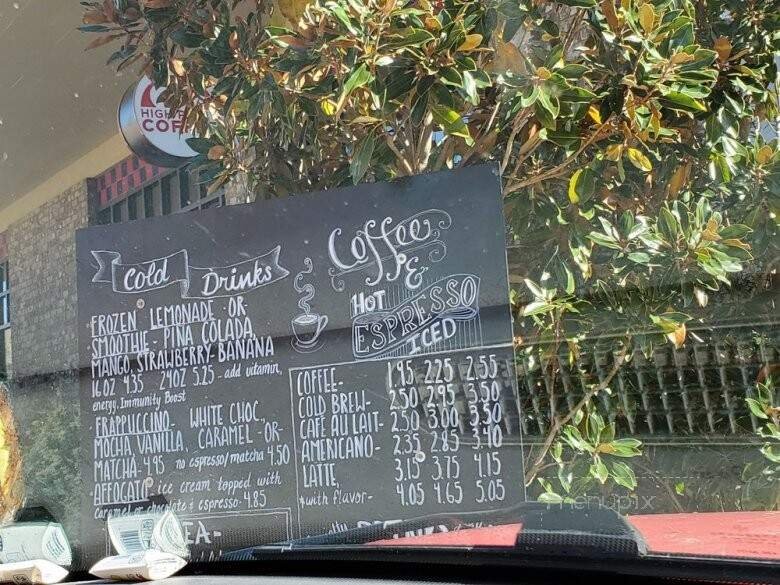 HIGH
COF
Cold Drinks
FROZEN LEMONADE -OR-
SMOOTHIE - PINA COLADA,
MANGO, STRAWBERRY-BANANA
16OZ 4.35 24OZ 5.25 - add vitamin,
energy, Immunity Boost
FRAPPUCCINO- WHITE CHOC,
MOCHA, VANILLA, CARAMEL -OR-
MATCHA- 4.95 no espresso/matcha 4.50
AFFOGATO ice cream topped with
caramel or chocolate & espresso - 4.85
EA-
Coffee
&
HOT
ESPRESSO
ICED
COFFEE- 1.95 2.25 2.55
COLD BREW- 2.50 2.95 3.50
CAFE AU LAIT- 2.50 3.00 3.50
AMERICANO- 2.35 2.85 3.40
LATTE, 3.15 3.75 4.15
*with flavor- 4.05 4.65 5.05
menupix